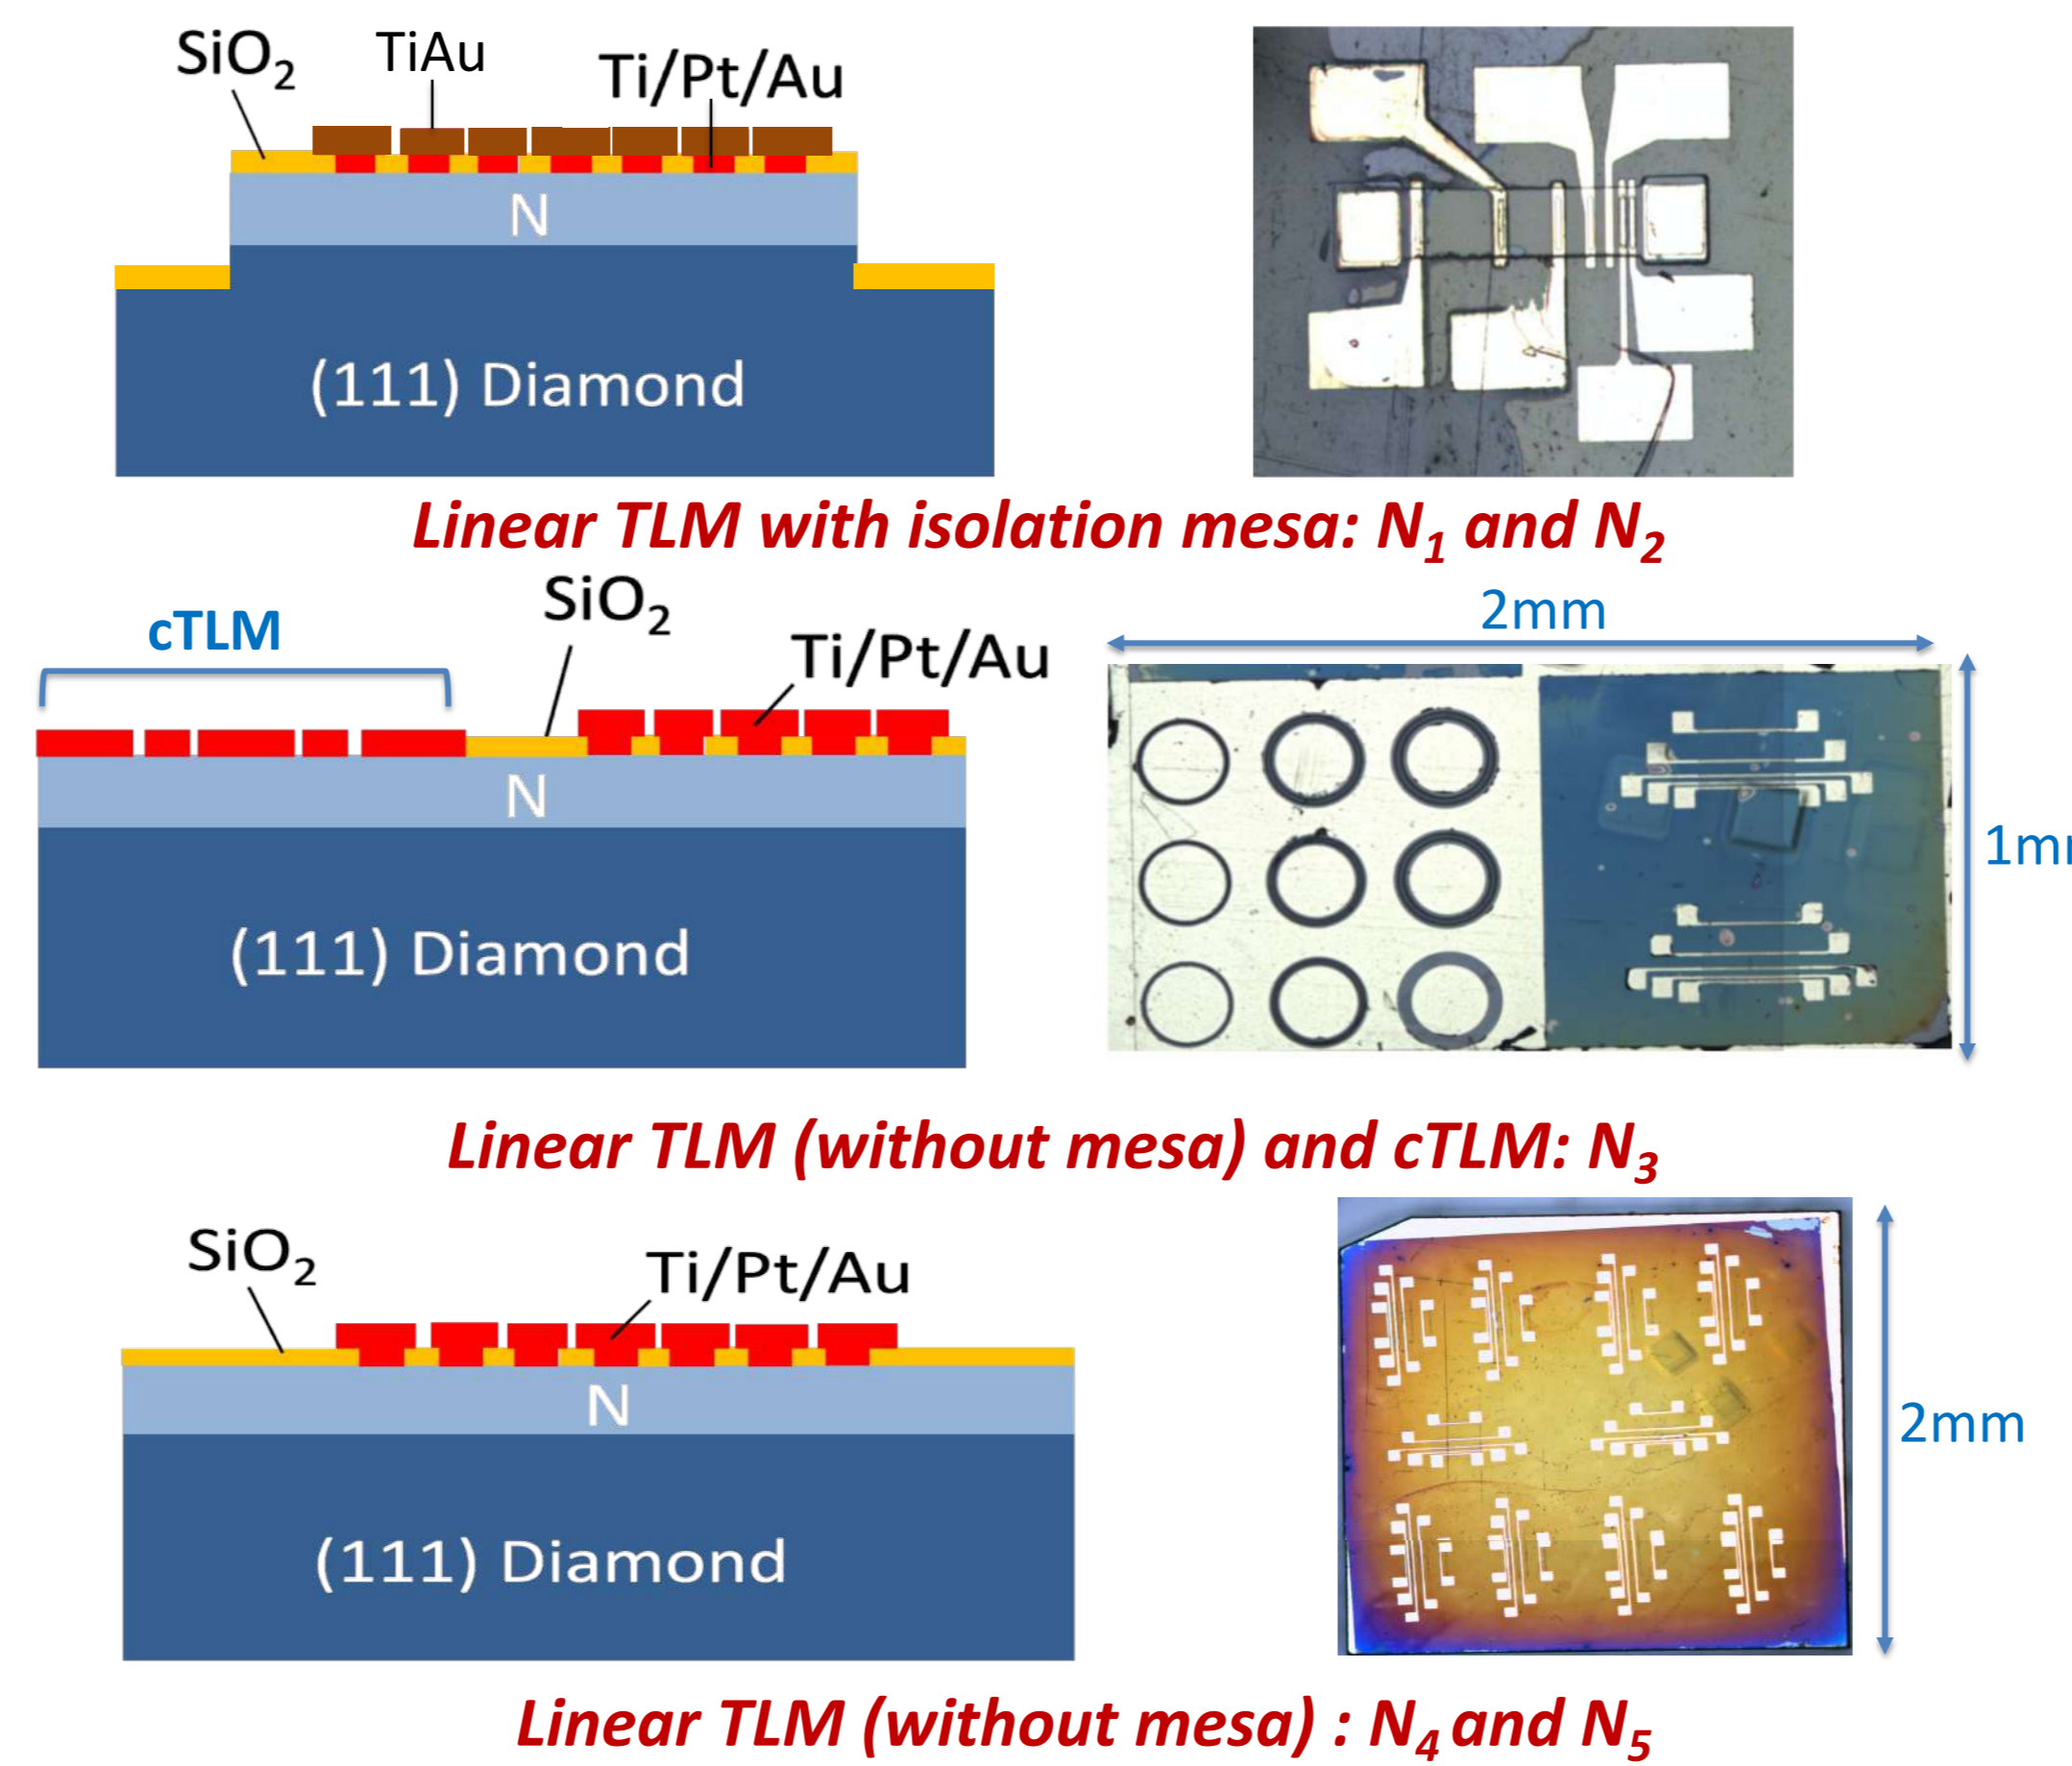 SiO₂
TiAu
Ti/Pt/Au
N
(111) Diamond
Linear TLM with isolation mesa: N₁ and N₂
cTLM
SiO₂
Ti/Pt/Au
2mm
N
(111) Diamond
Linear TLM (without mesa) and cTLM: N₃
SiO₂
Ti/Pt/Au
N
(111) Diamond
2mm
Linear TLM (without mesa) : N₄ and N₅